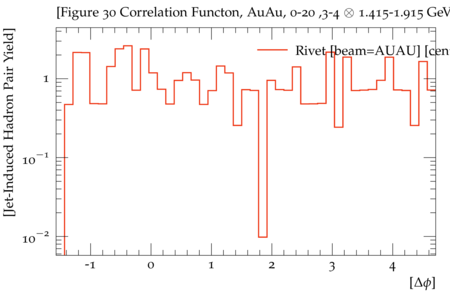 [Figure 30 Correlation Functon, AuAu, 0-20 ,3-4 ⊗ 1.415-1.915 GeV
[Jet-Induced Hadron Pair Yield]
Rivet [beam=AUAU] [cen
1
10⁻¹
10⁻²
-1 0 1 2 3 4
[Δϕ]